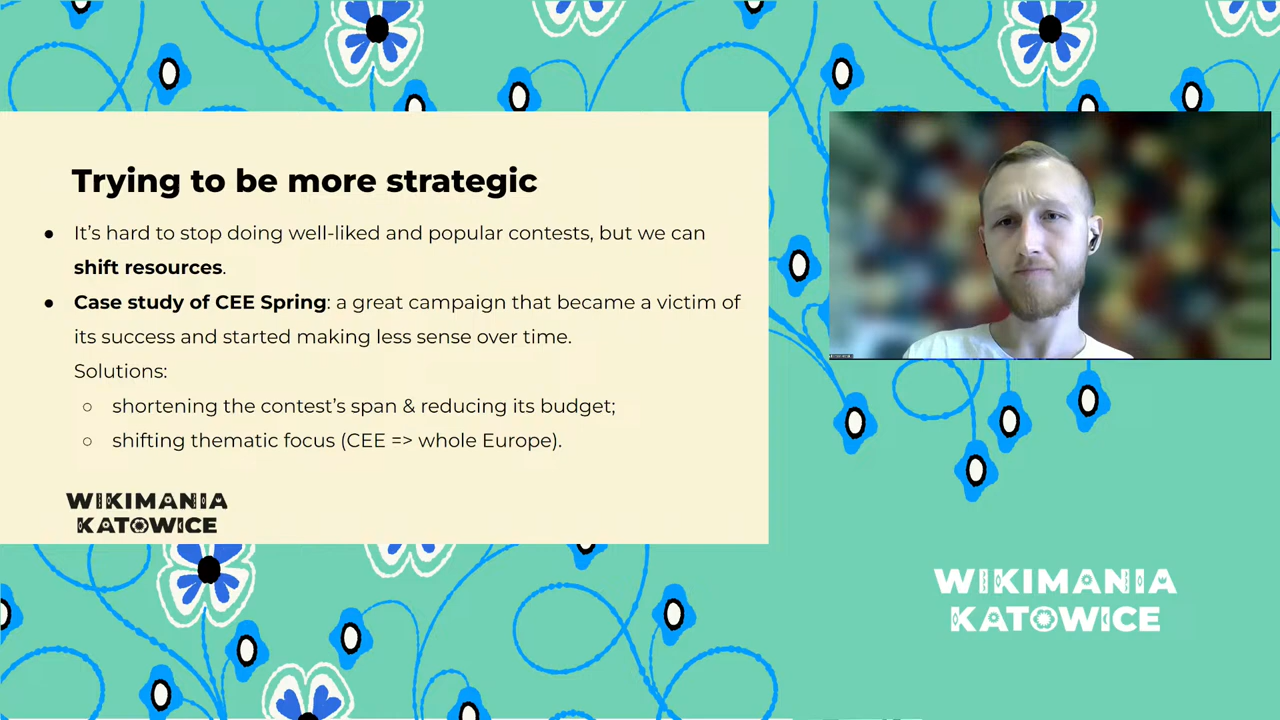 Trying to be more strategic
● It’s hard to stop doing well-liked and popular contests, but we can
shift resources.
● Case study of CEE Spring: a great campaign that became a victim of
its success and started making less sense over time.
Solutions:
○ shortening the contest’s span & reducing its budget;
○ shifting thematic focus (CEE => whole Europe).
WIKIMANIA
KATOWICE
WIKIMANIA
KATOWICE